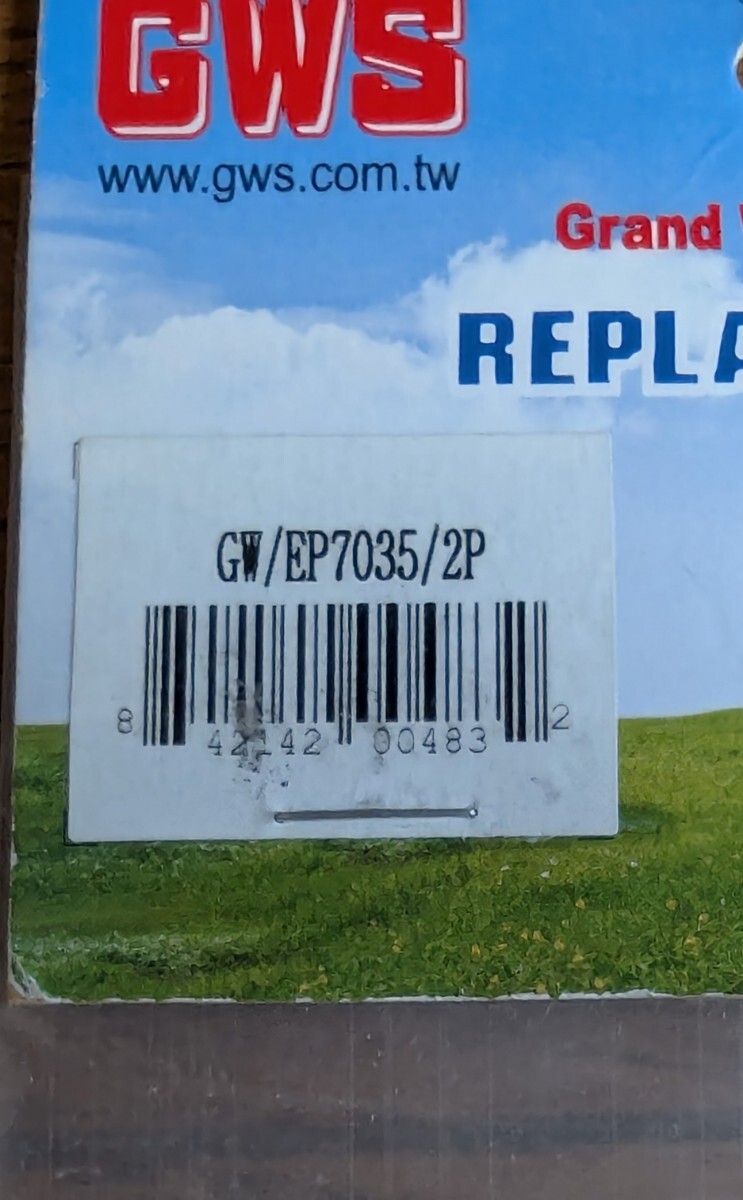 GWS
www.gws.com.tw
Grand
REPLA
GW/EP7035/2P
8 42142 00483 2